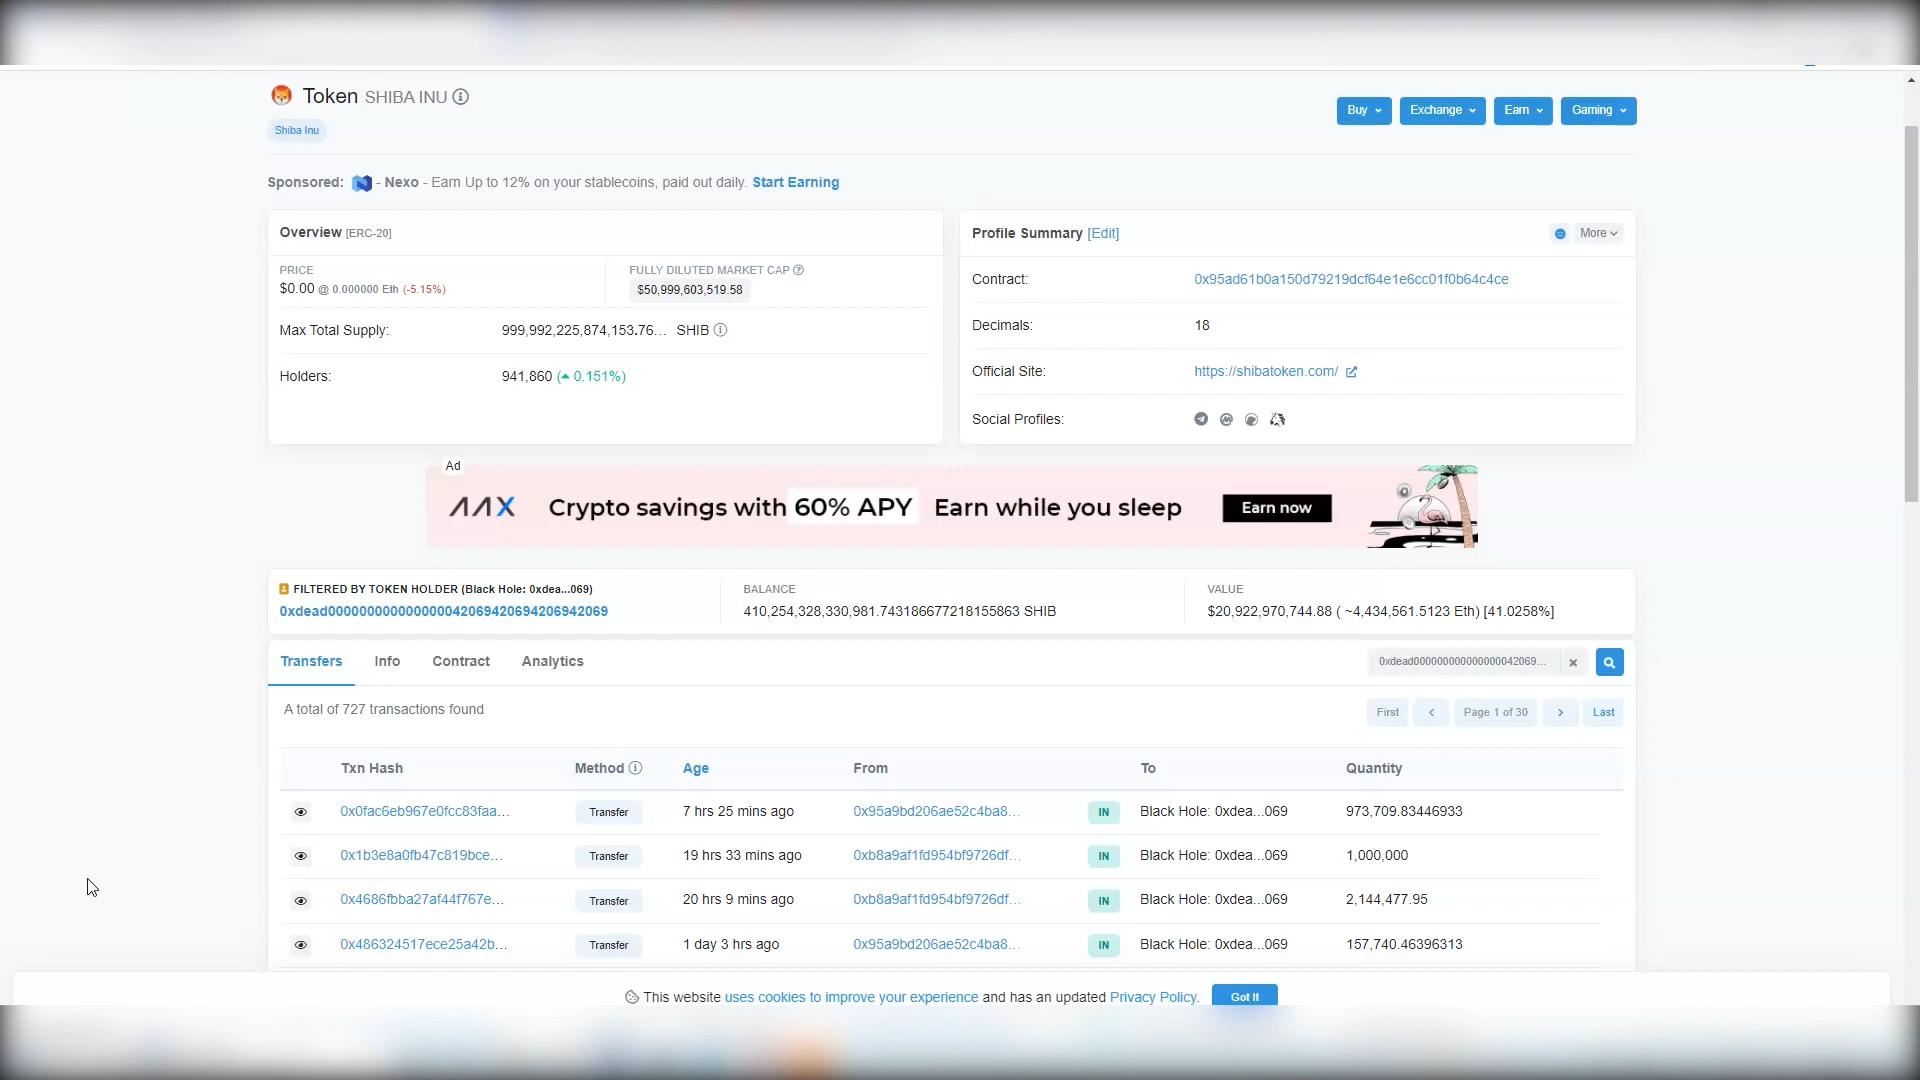 Token SHIBA INU
Shiba Inu
Buy
Exchange
Earn
Gaming
Sponsored: - Nexo - Earn Up to 12% on your stablecoins, paid out daily. Start Earning
Overview [ERC-20]
PRICE
$0.00 @ 0.000000 Eth (-5.15%)
FULLY DILUTED MARKET CAP
$50,999,603,519.58
Max Total Supply: 999,992,225,874,153.76... SHIB
Holders: 941,860 (0.151%)
Profile Summary [Edit]
More
Contract: 0x95ad61b0a150d79219dcf64e1e6cc01f0b64c4ce
Decimals: 18
Official Site: https://shibatoken.com/
Social Profiles:
Ad
AAX Crypto savings with 60% APY Earn while you sleep Earn now
FILTERED BY TOKEN HOLDER (Black Hole: 0xdea...069)
0xdead000000000000000042069420694206942069
BALANCE
410,254,328,330,981.743186677218155863 SHIB
VALUE
$20,922,970,744.88 ( ~4,434,561.5123 Eth) [41.0258%]
Transfers Info Contract Analytics
0xdead000000000000000042069...
A total of 727 transactions found
First
Page 1 of 30
Last
Txn Hash Method Age From To Quantity
0x0fac6eb967e0fcc83faa... Transfer 7 hrs 25 mins ago 0x95a9bd206ae52c4ba8... IN Black Hole: 0xdea...069 973,709.83446933
0x1b3e8a0fb47c819bce... Transfer 19 hrs 33 mins ago 0xb8a9af1fd954bf9726df... IN Black Hole: 0xdea...069 1,000,000
0x4686fbba27af44f767e... Transfer 20 hrs 9 mins ago 0xb8a9af1fd954bf9726df... IN Black Hole: 0xdea...069 2,144,477.95
0x486324517ece25a42b... Transfer 1 day 3 hrs ago 0x95a9bd206ae52c4ba8... IN Black Hole: 0xdea...069 157,740.46396313
This website uses cookies to improve your experience and has an updated Privacy Policy. Got It